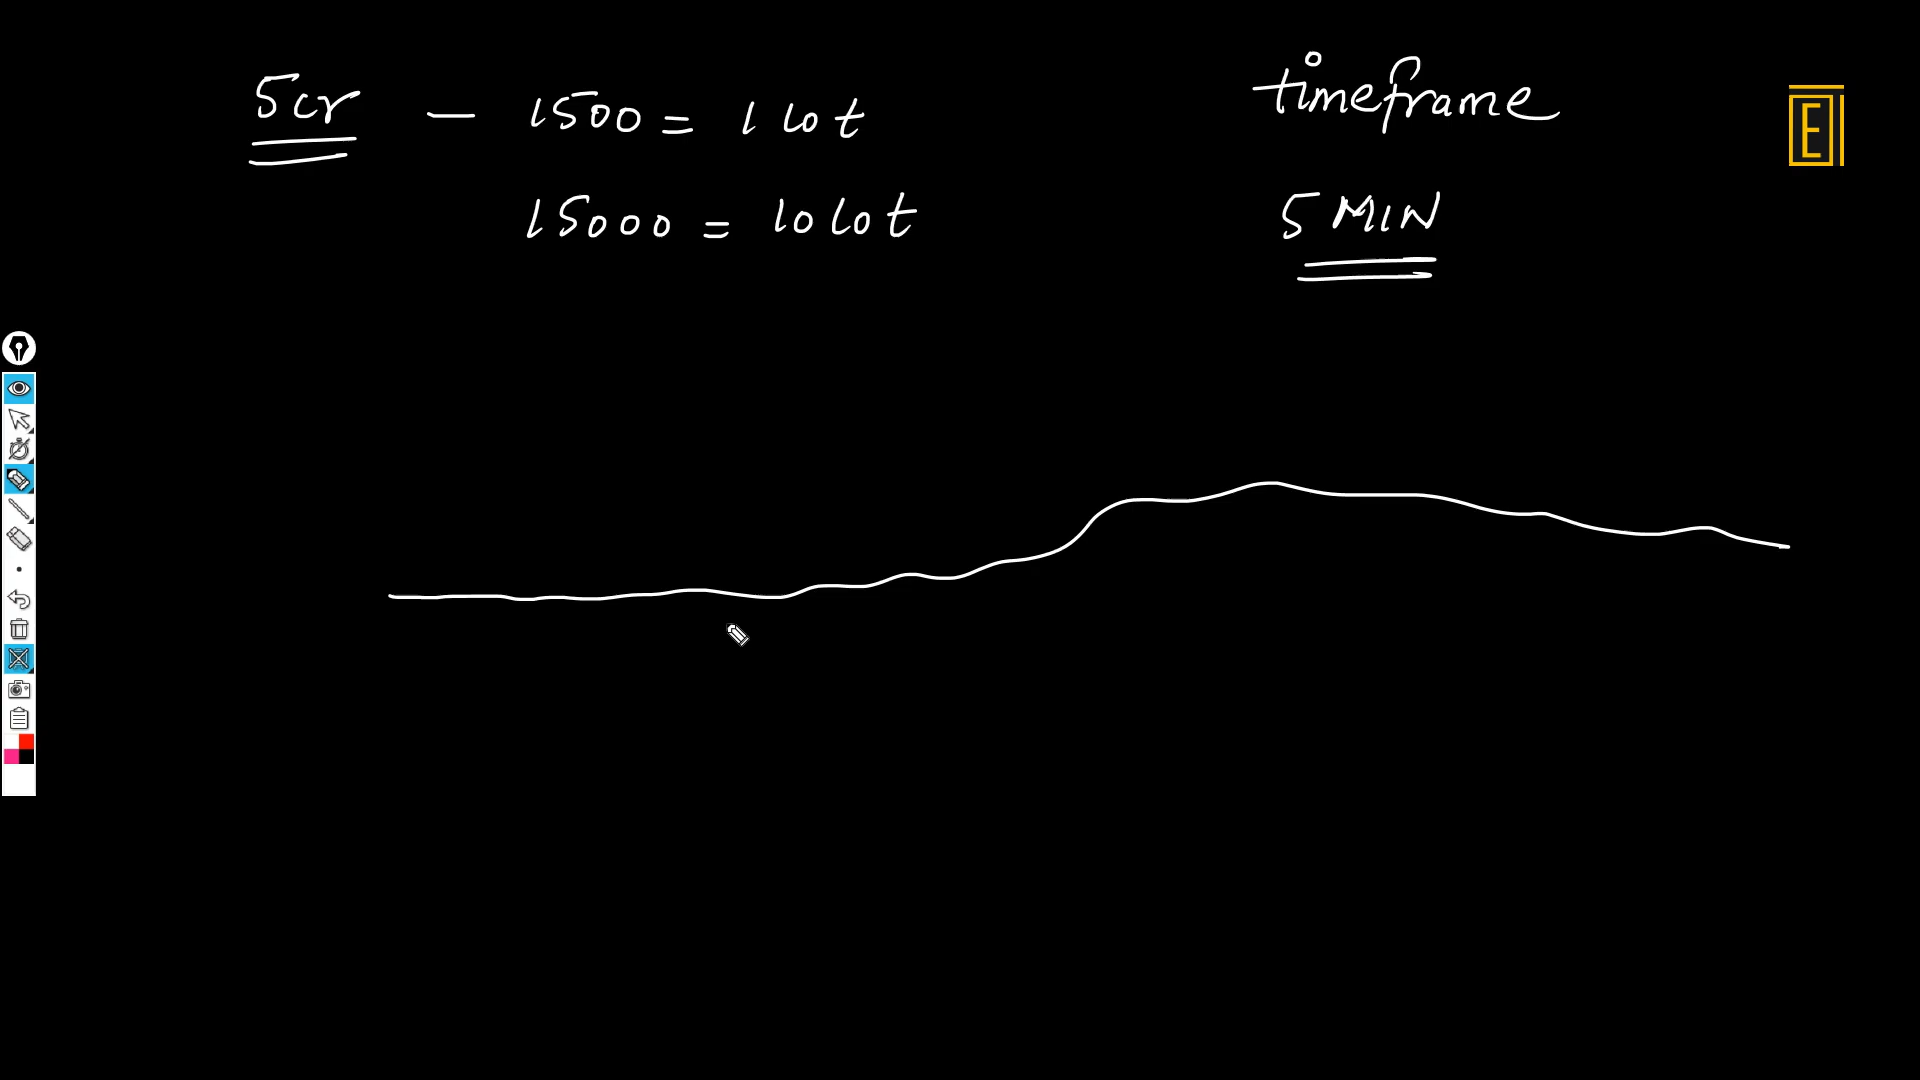 5cr — 1500 = 1 lot
15000 = 10 lot
timeframe
5 MIN
E